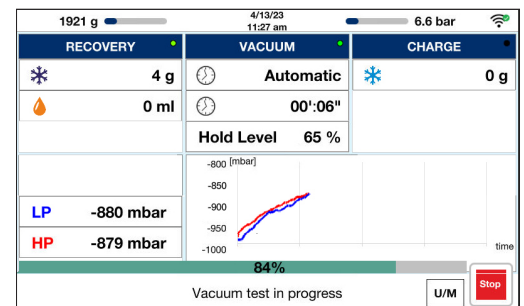 1921 g
4/13/23
11:27 am
6.6 bar
RECOVERY
VACUUM
CHARGE
4 g
Automatic
0 g
0 ml
00':06"
Hold Level 65 %
-800 [mbar]
-850
-900
-950
-1000
time
LP -880 mbar
HP -879 mbar
84%
Vacuum test in progress
U/M
Stop